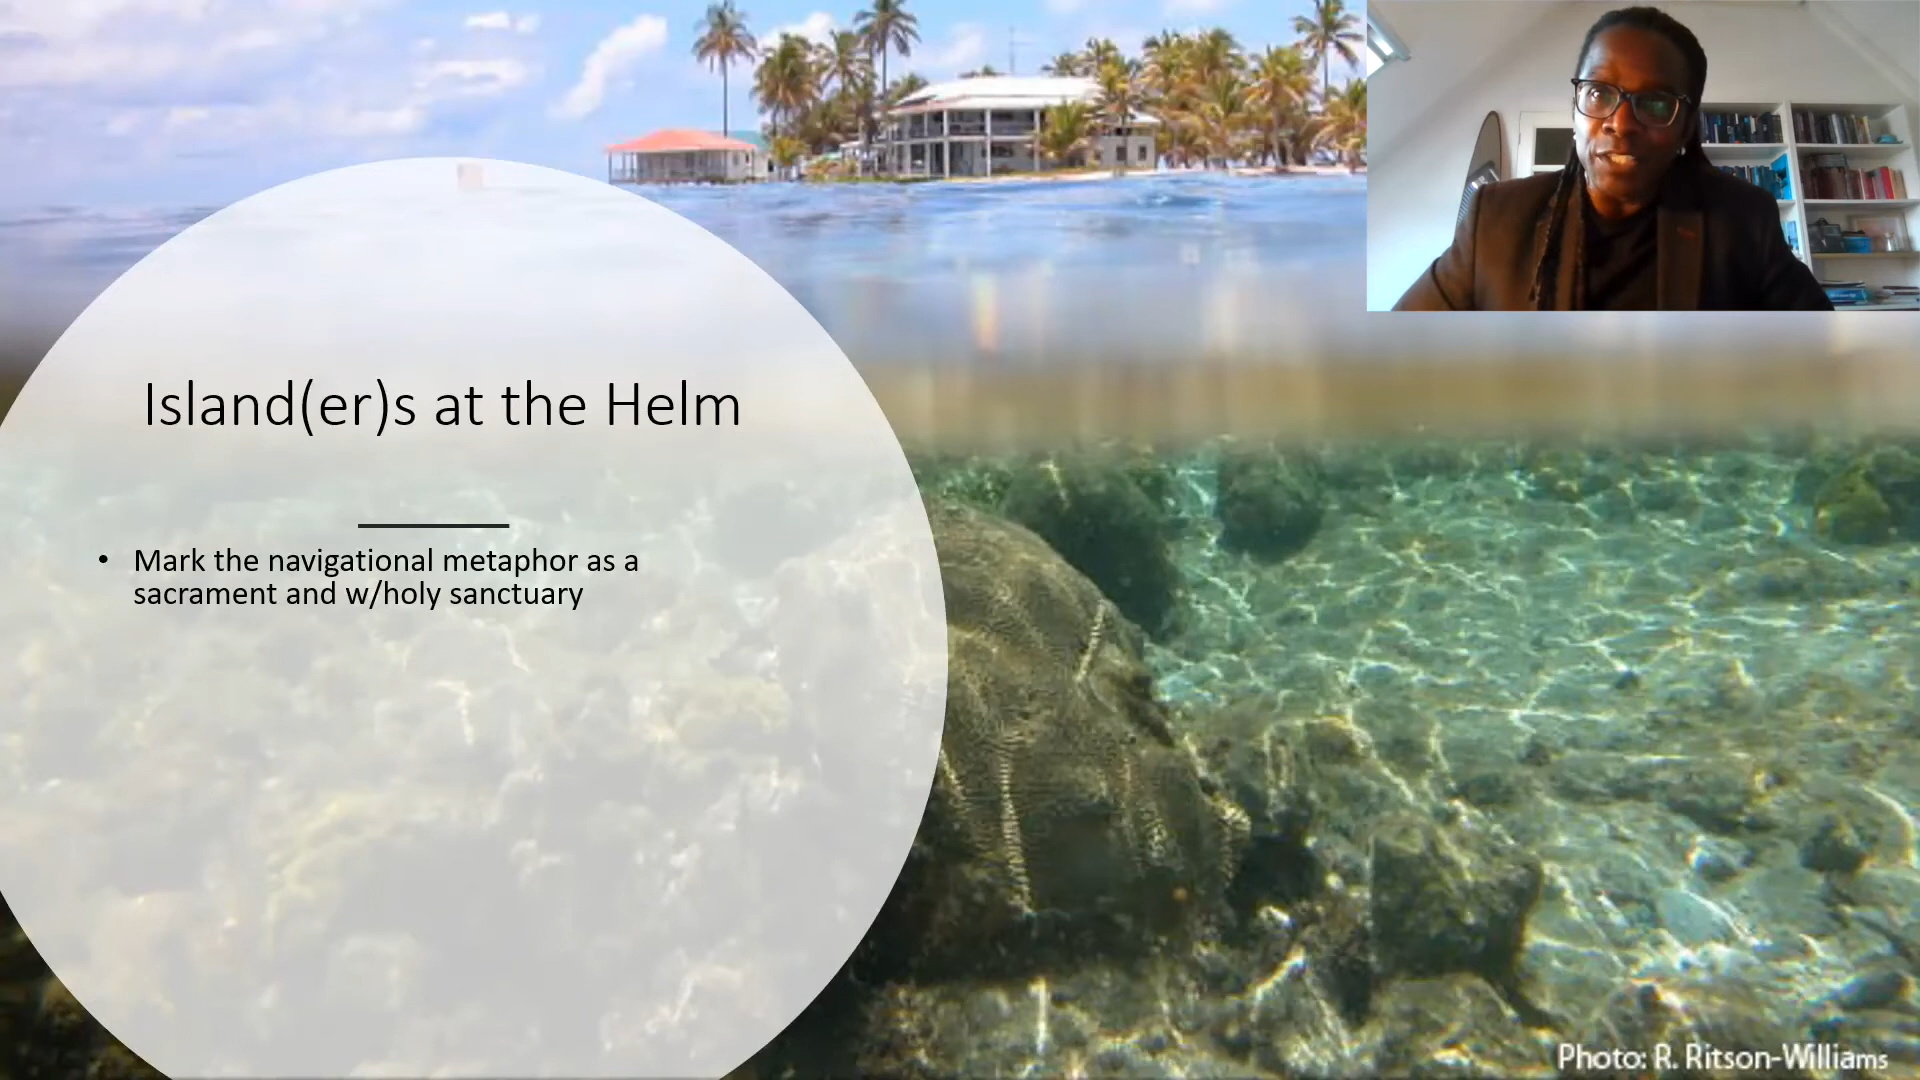 Island(er)s at the Helm
• Mark the navigational metaphor as a
sacrament and w/holy sanctuary
Photo: R. Ritson-Williams